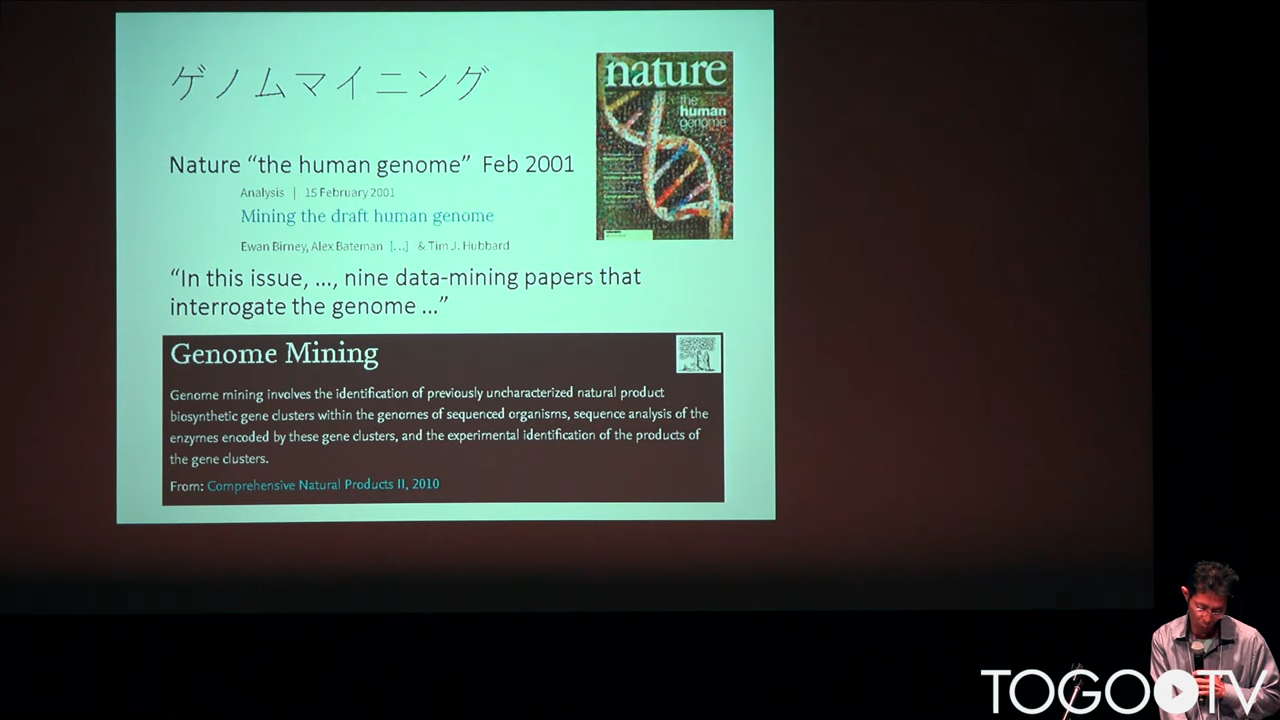 ゲノムマイニング
nature
the
human
genome
Nature “the human genome” Feb 2001
Analysis | 15 February 2001
Mining the draft human genome
Ewan Birney, Alex Bateman [...] & Tim J. Hubbard
“In this issue, ..., nine data-mining papers that
interrogate the genome ...”
Genome Mining
Genome mining involves the identification of previously uncharacterized natural product
biosynthetic gene clusters within the genomes of sequenced organisms, sequence analysis of the
enzymes encoded by these gene clusters, and the experimental identification of the products of
the gene clusters.
From: Comprehensive Natural Products II, 2010
TOGO TV